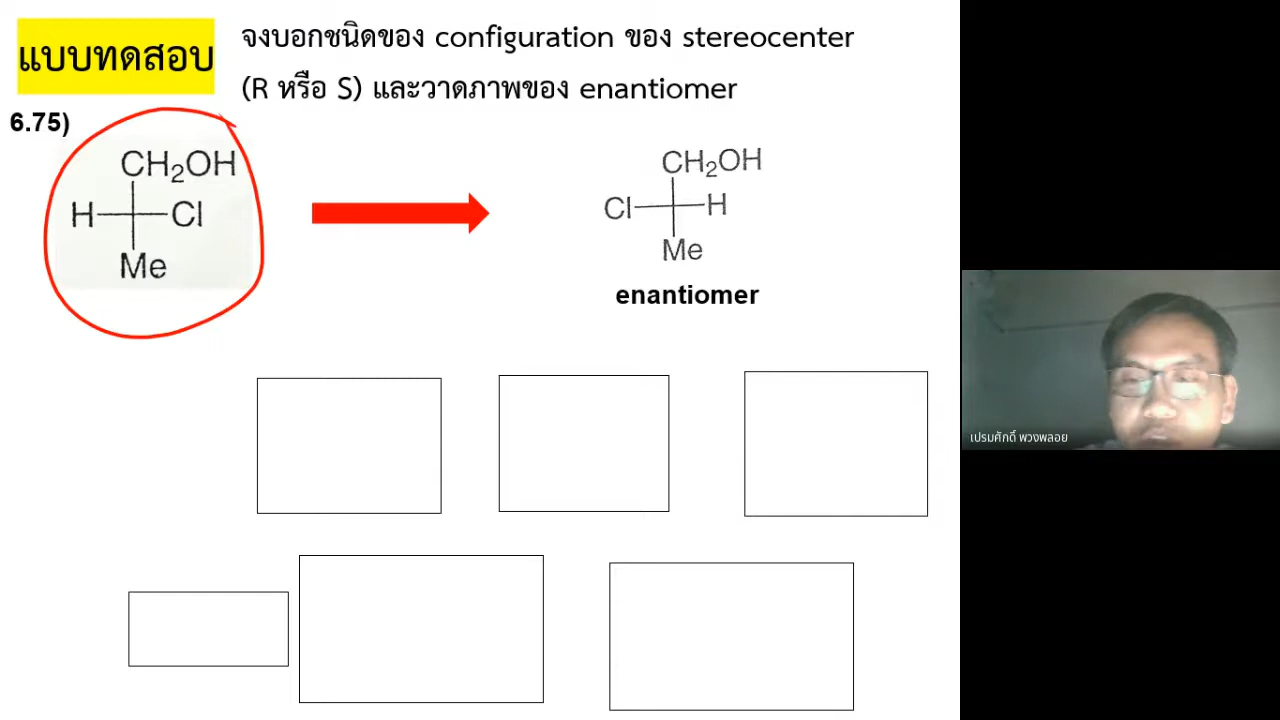 แบบทดสอบ
จงบอกชนิดของ configuration ของ stereocenter
(R หรือ S) และวาดภาพของ enantiomer
6.75)
CH₂OH
H Cl
Me
CH₂OH
Cl H
Me
enantiomer
เปรมศักดิ์ พวงพลอย